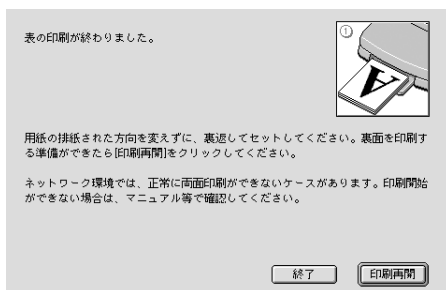 表の印刷が終わりました。
①
A
用紙の排紙された方向を変えずに、裏返してセットしてください。裏面を印刷す
る準備ができたら[印刷再開]をクリックしてください。
ネットワーク環境では、正常に両面印刷ができないケースがあります。印刷開始
ができない場合は、マニュアル等で確認してください。
終了
印刷再開